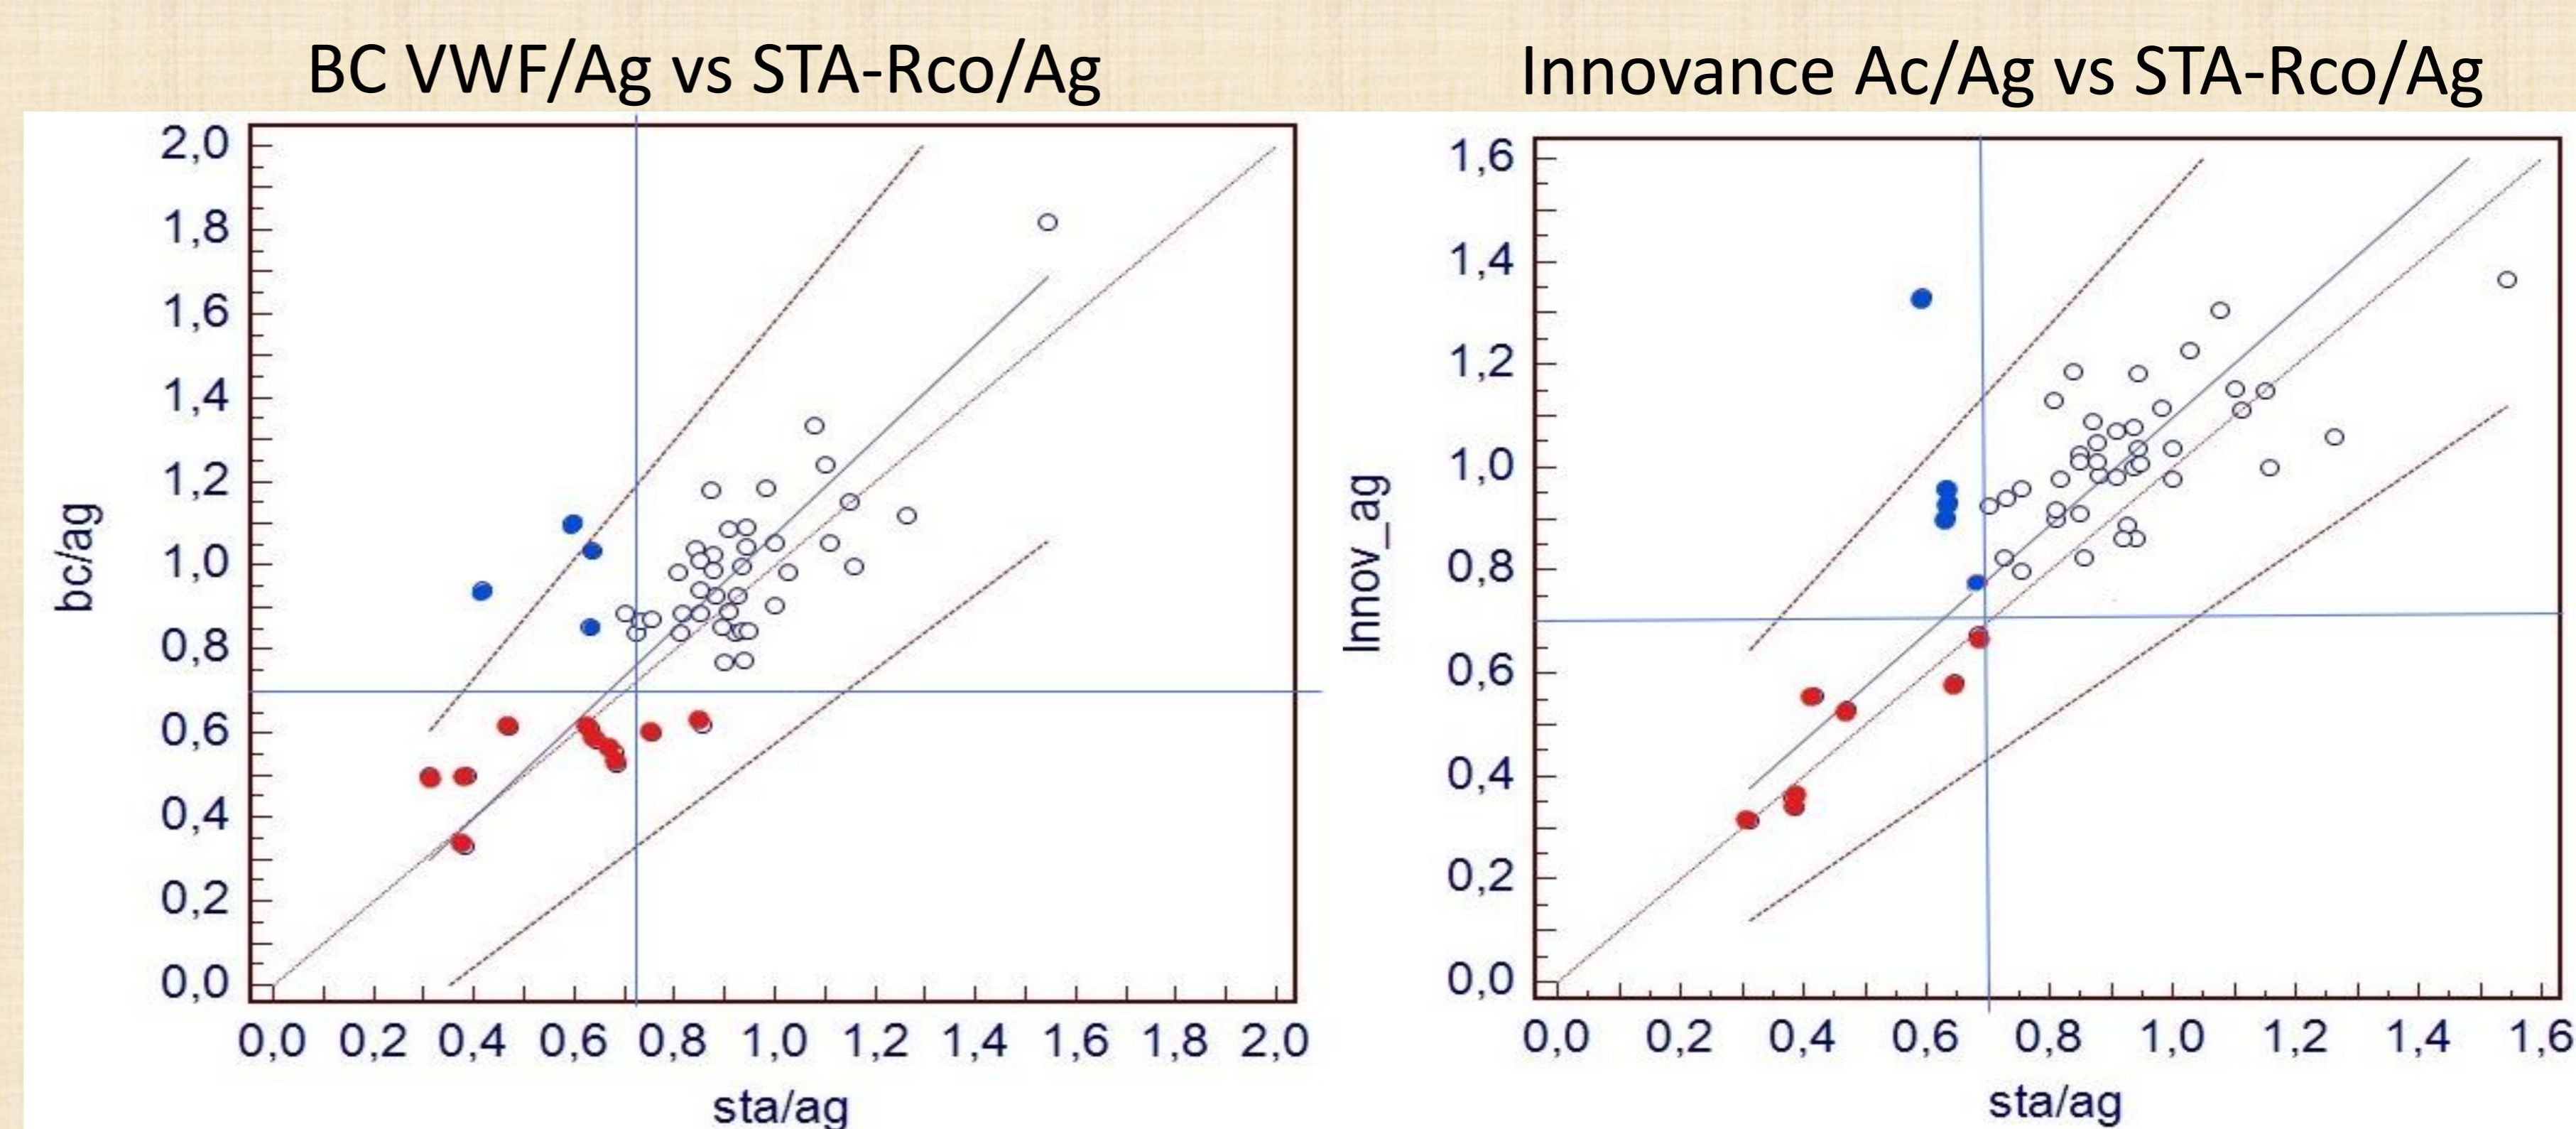 BC VWF/Ag vs STA-Rco/Ag
2,0
1,8
1,6
1,4
1,2
1,0
0,8
0,6
0,4
0,2
0,0
bc/ag
0,0 0,2 0,4 0,6 0,8 1,0 1,2 1,4 1,6 1,8 2,0
sta/ag
Innovance Ac/Ag vs STA-Rco/Ag
1,6
1,4
1,2
1,0
0,8
0,6
0,4
0,2
0,0
Innov_ag
0,0 0,2 0,4 0,6 0,8 1,0 1,2 1,4 1,6
sta/ag